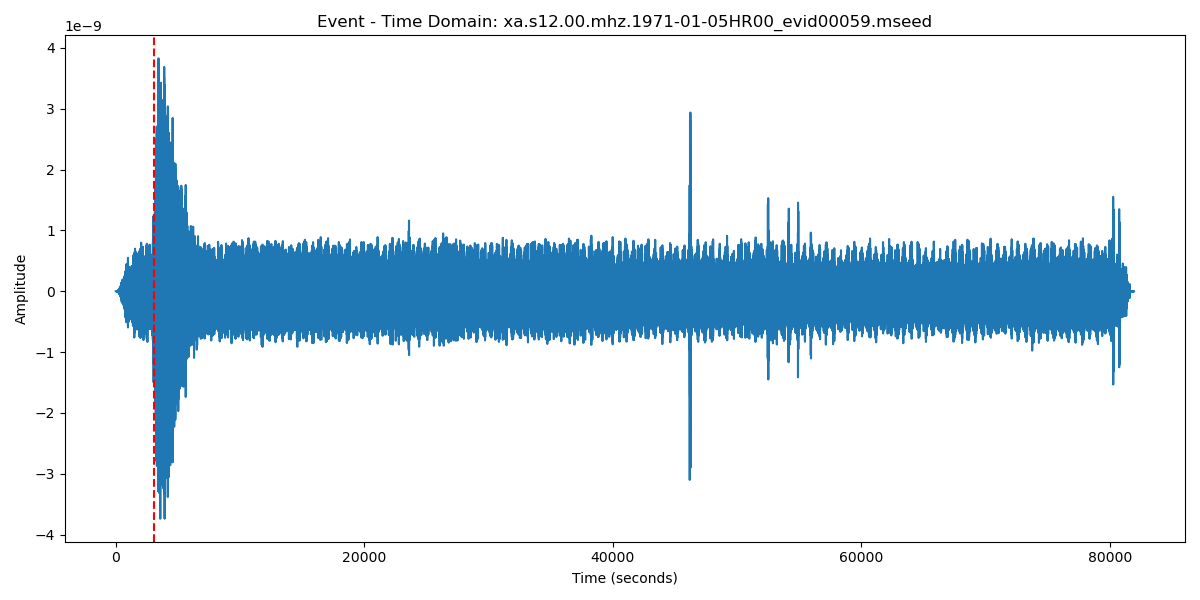 Event - Time Domain: xa.s12.00.mhz.1971-01-05HR00_evid00059.mseed
1e−9
4
3
2
1
0
−1
−2
−3
−4
Amplitude
0 20000 40000 60000 80000
Time (seconds)